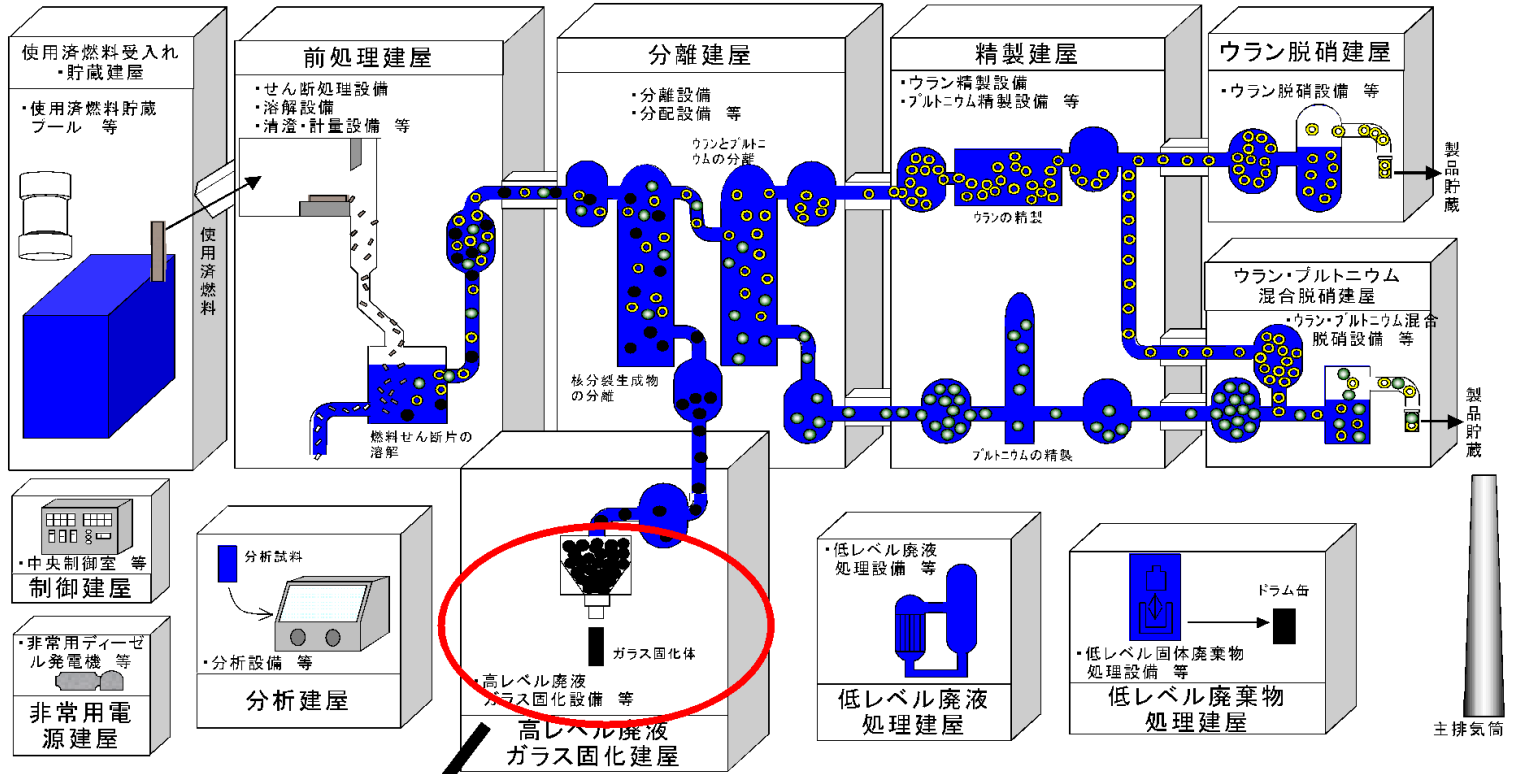 使用済燃料受入れ
・貯蔵建屋
・使用済燃料貯蔵
プール 等
使用済燃料
前処理建屋
・せん断処理設備
・溶解設備
・清澄・計量設備 等
燃料せん断片の
溶解
分離建屋
・分離設備
・分配設備 等
ウランとプルトニ
ウムの分離
核分裂生成物
の分離
精製建屋
・ウラン精製設備
・プルトニウム精製設備 等
ウランの精製
プルトニウムの精製
ウラン脱硝建屋
・ウラン脱硝設備 等
製品貯蔵
ウラン・プルトニウム
混合脱硝建屋
・ウラン・プルトニウム混合
脱硝設備 等
製品貯蔵
・中央制御室 等
制御建屋
・非常用ディーゼ
ル発電機 等
非常用電
源建屋
分析試料
・分析設備 等
分析建屋
ガラス固化体
・高レベル廃液
ガラス固化設備 等
高レベル廃液
ガラス固化建屋
・低レベル廃液
処理設備 等
低レベル廃液
処理建屋
ドラム缶
・低レベル固体廃棄物
処理設備 等
低レベル廃棄物
処理建屋
主排気筒